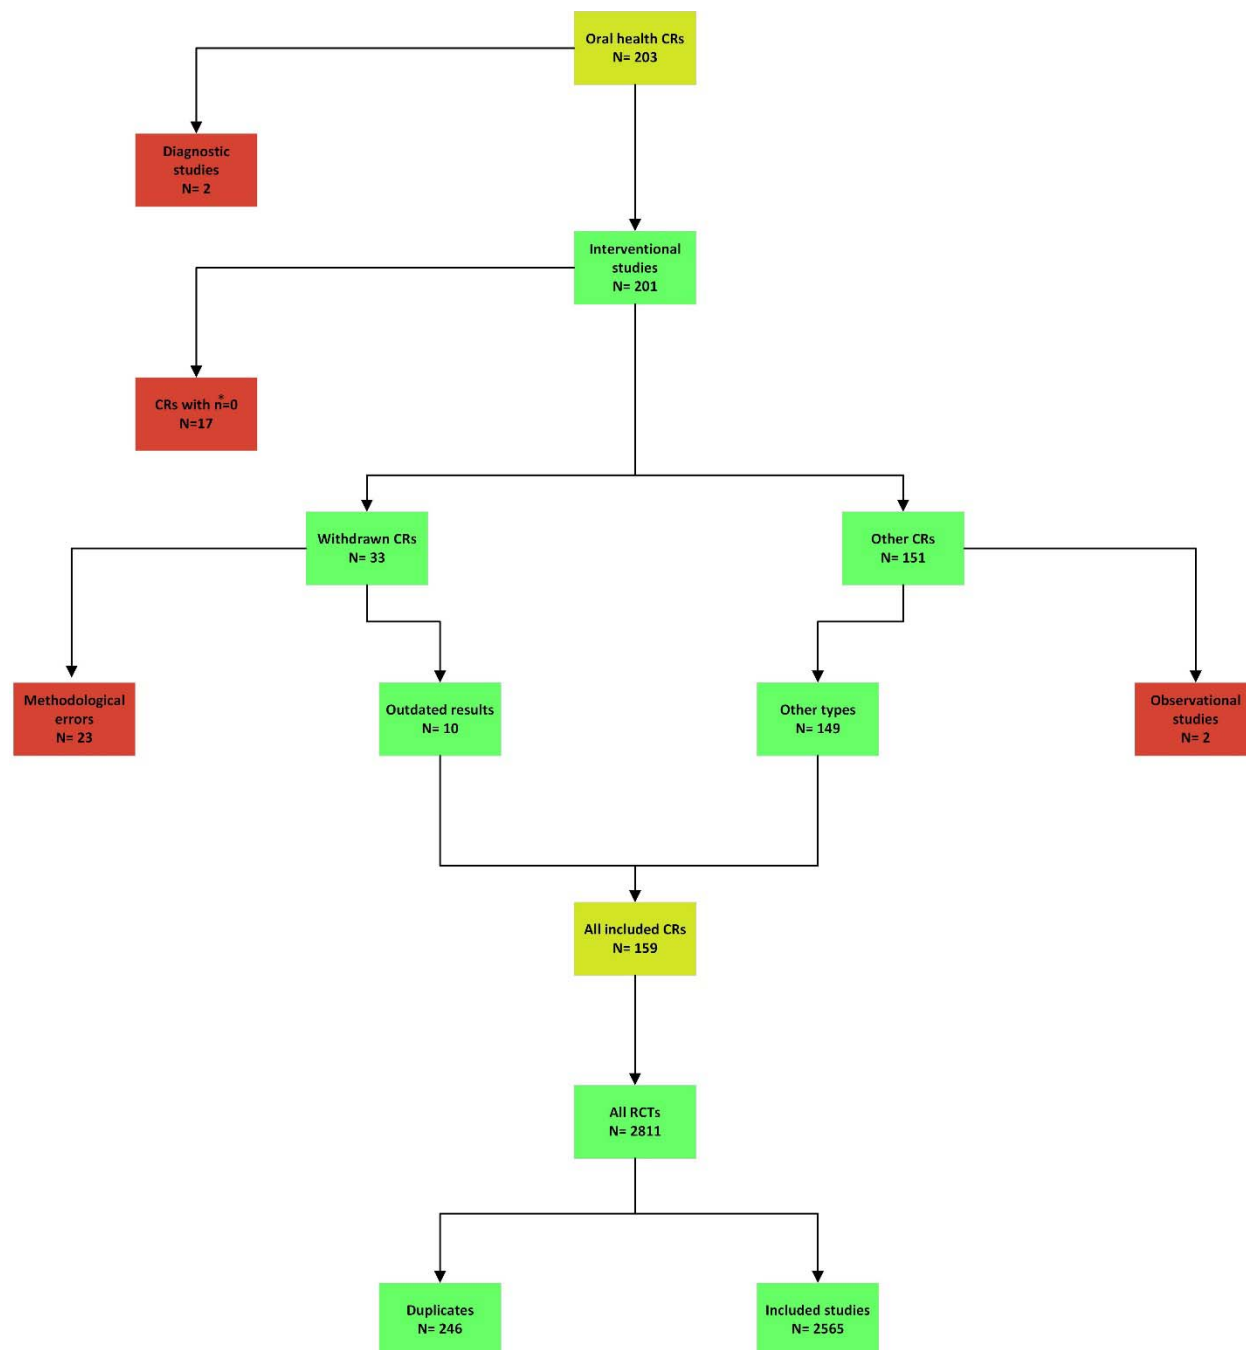 Oral health CRs
N= 203
Diagnostic
studies
N= 2
Interventional
studies
N= 201
CRs with n*=0
N=17
Withdrawn CRs
N= 33
Other CRs
N= 151
Methodological
errors
N= 23
Outdated results
N= 10
Other types
N= 149
Observational
studies
N= 2
All included CRs
N= 159
All RCTs
N= 2811
Duplicates
N= 246
Included studies
N= 2565